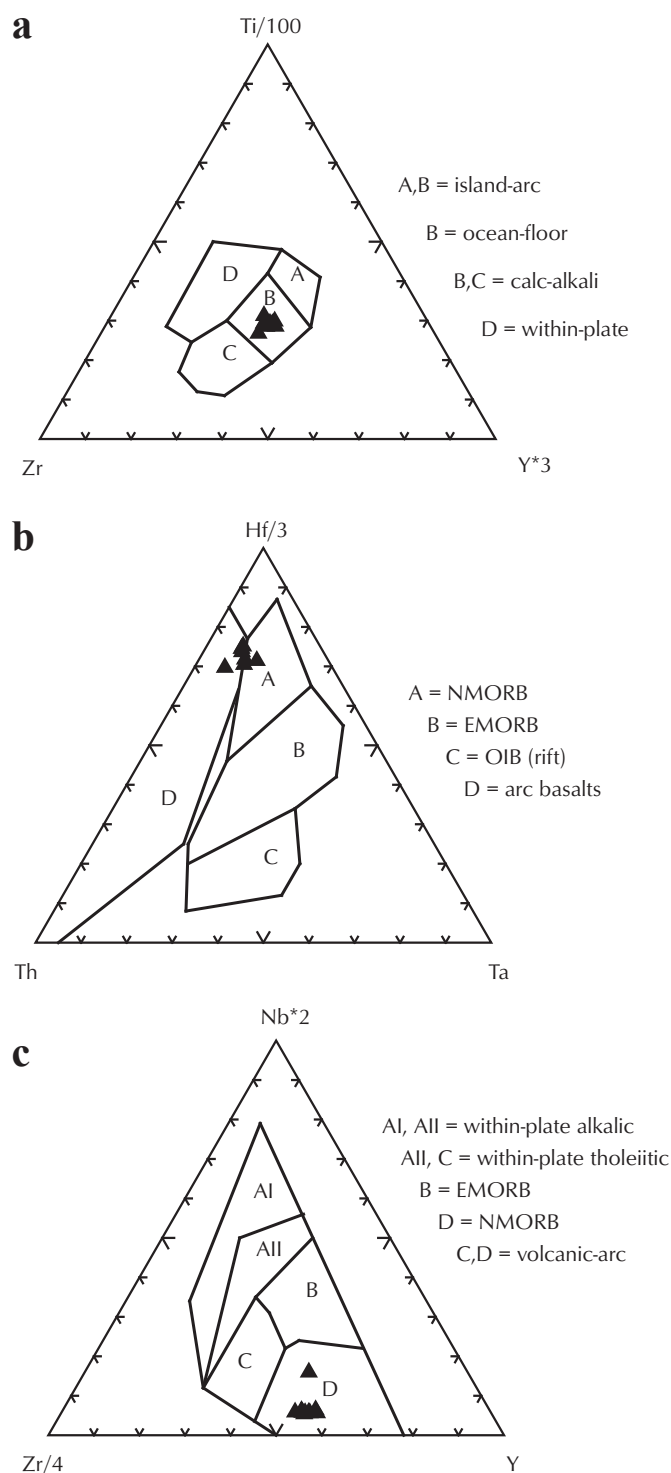 a
Ti/100
A,B = island-arc
B = ocean-floor
B,C = calc-alkali
D = within-plate
D
A
B
C
Zr
Y*3
b
Hf/3
A = NMORB
B = EMORB
C = OIB (rift)
D = arc basalts
A
B
D
C
Th
Ta
c
Nb*2
AI, AII = within-plate alkalic
AII, C = within-plate tholeiitic
B = EMORB
D = NMORB
C,D = volcanic-arc
AI
AII
B
C
D
Zr/4
Y